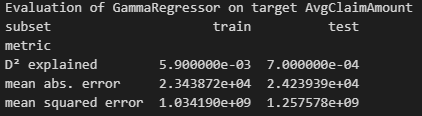 Evaluation of GammaRegressor on target AvgClaimAmount
subset train test
metric
D² explained 5.900000e-03 7.000000e-04
mean abs. error 2.343872e+04 2.423939e+04
mean squared error 1.034190e+09 1.257578e+09